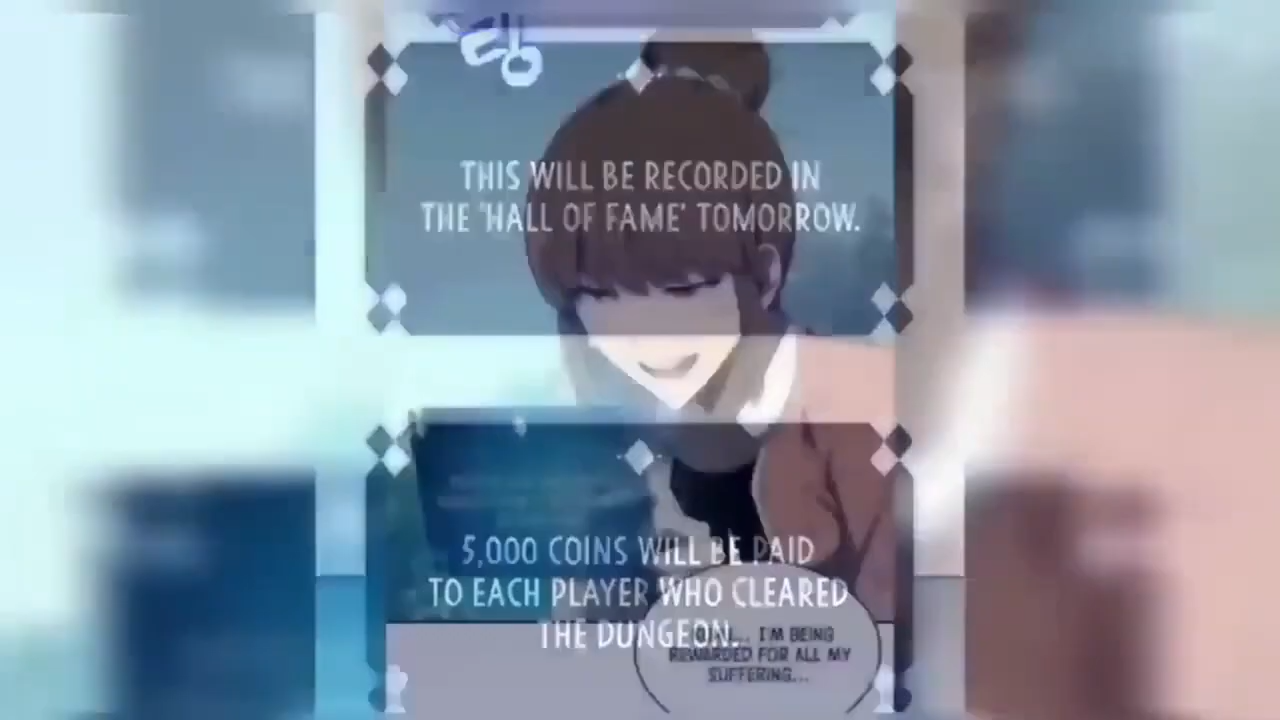 THIS WILL BE RECORDED IN
THE 'HALL OF FAME' TOMORROW.
5,000 COINS WILL BE PAID
TO EACH PLAYER WHO CLEARED
THE DUNGEON.
I'M BEING
REWARDED FOR ALL MY
SUFFERING...